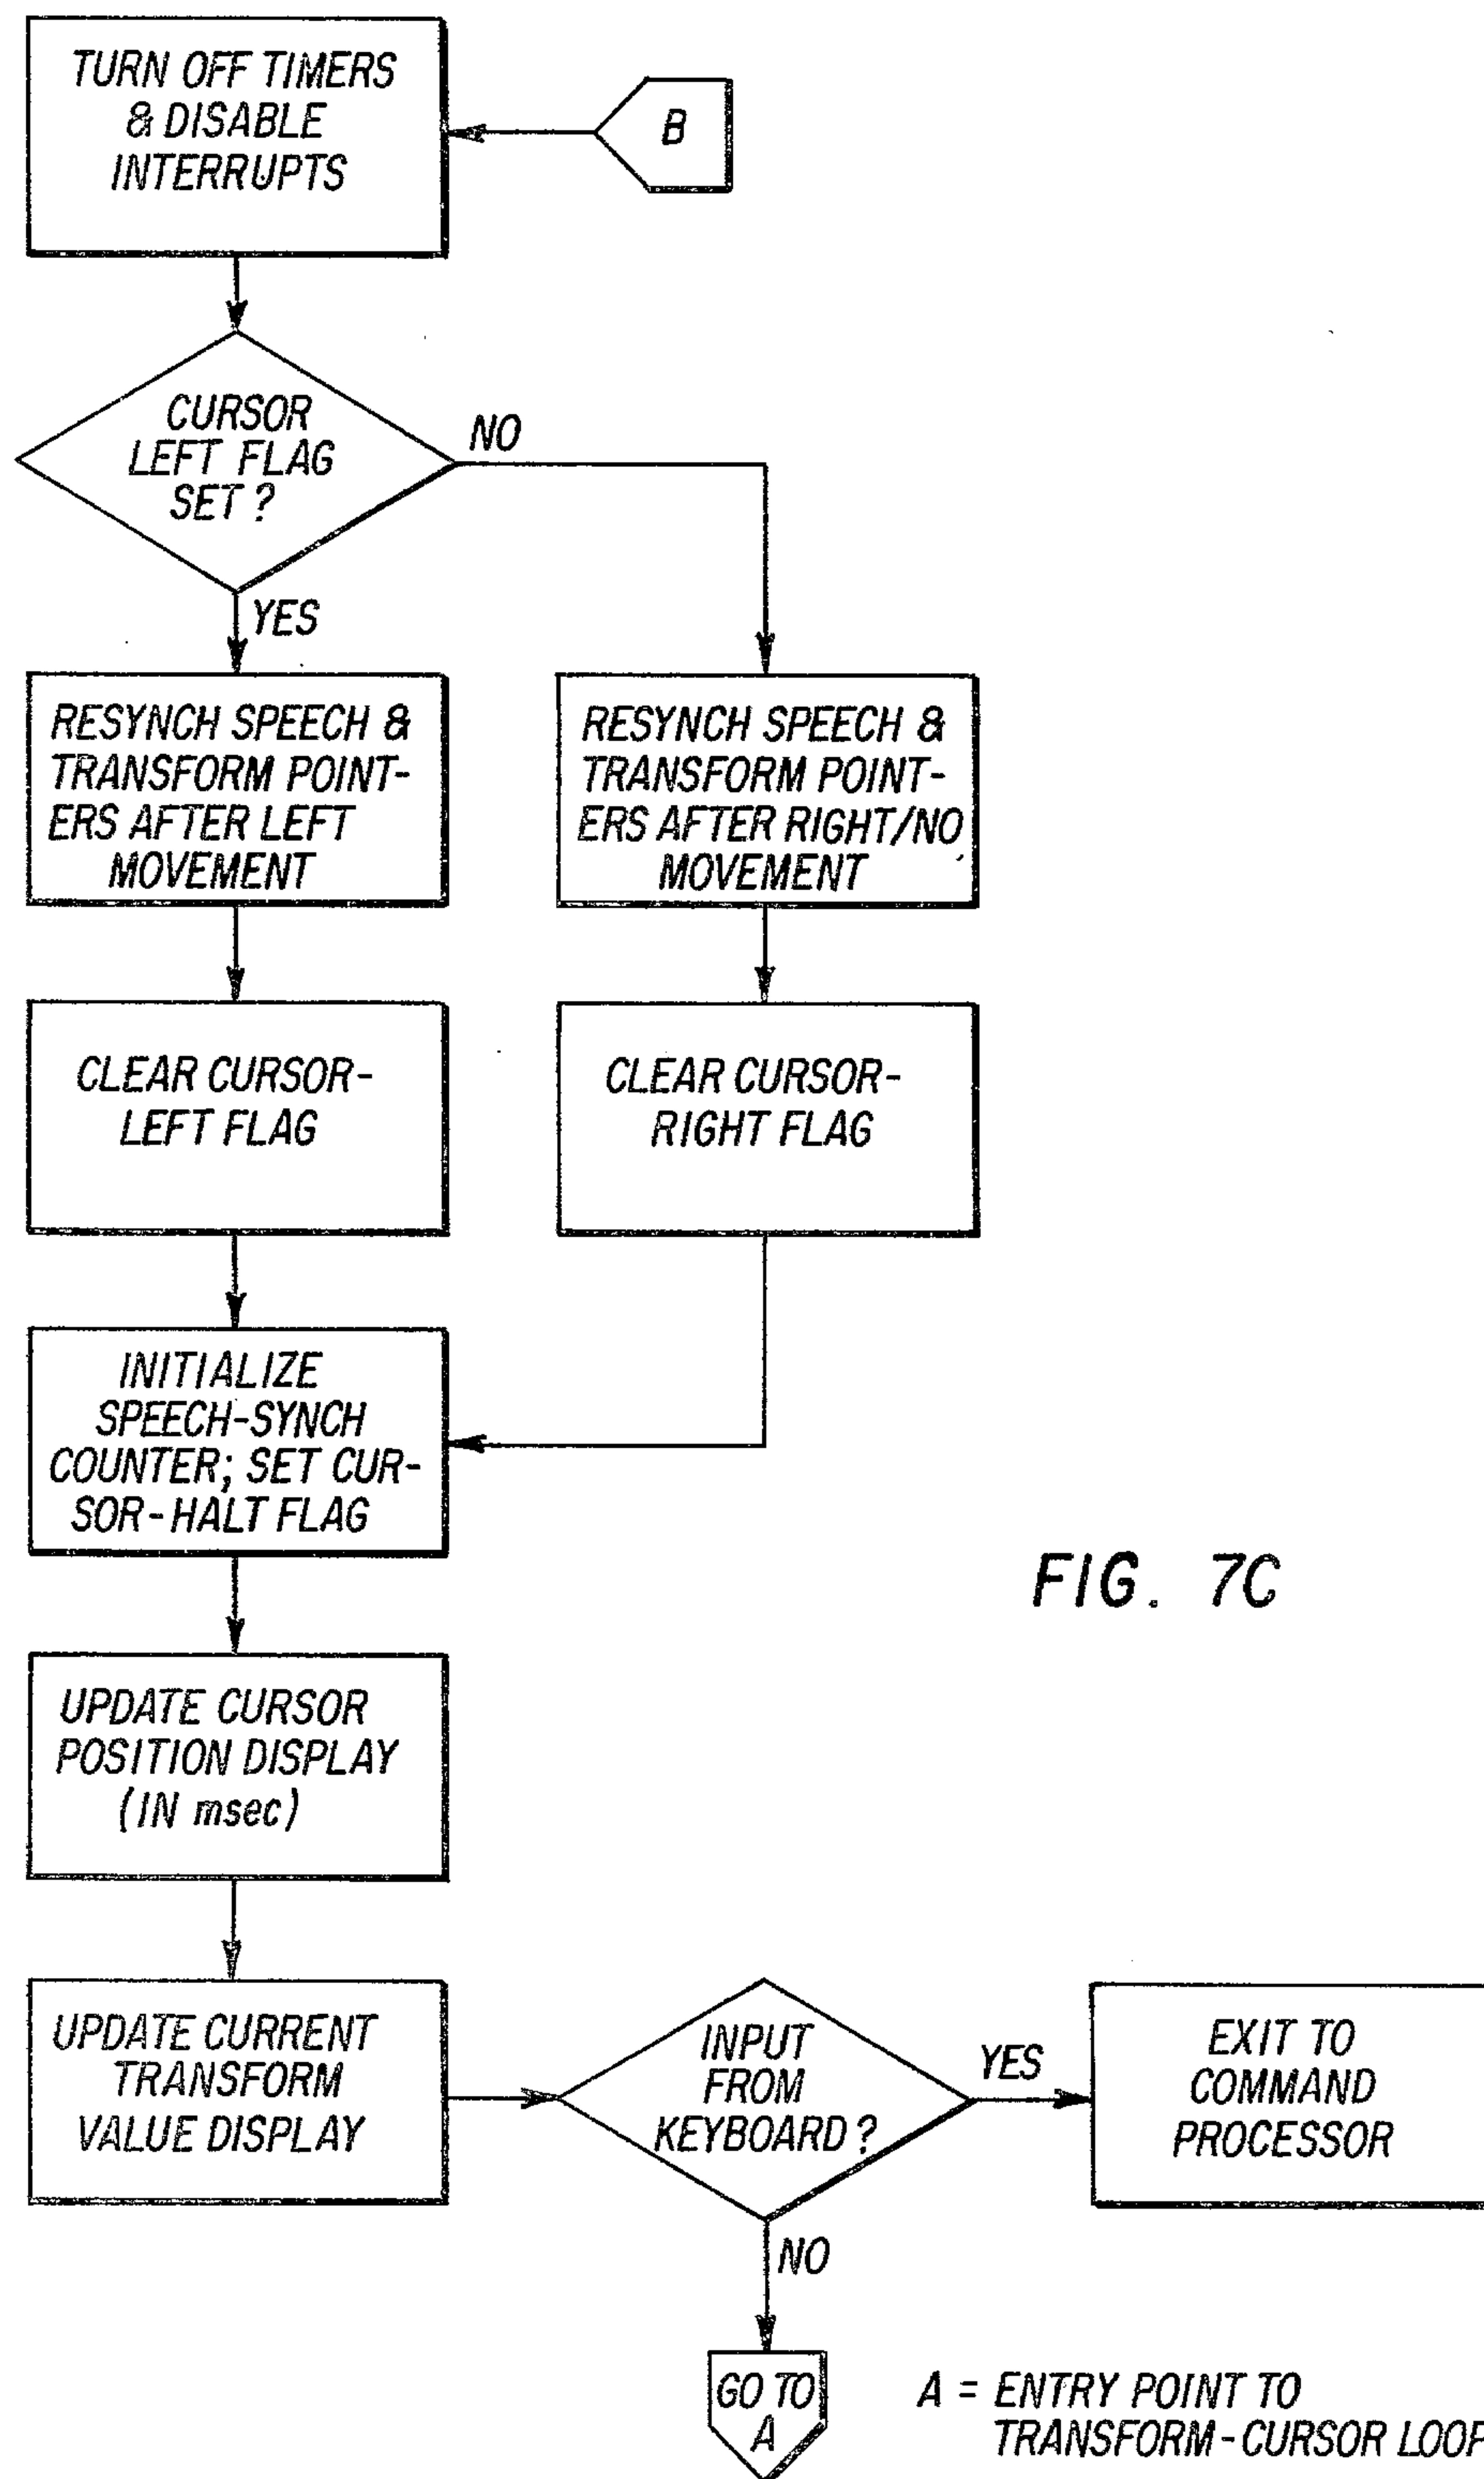 TURN OFF TIMERS
& DISABLE
INTERRUPTS
B
CURSOR
LEFT FLAG
SET?
NO
YES
RESYNCH SPEECH &
TRANSFORM POINT-
ERS AFTER LEFT
MOVEMENT
RESYNCH SPEECH &
TRANSFORM POINT-
ERS AFTER RIGHT/NO
MOVEMENT
CLEAR CURSOR-
LEFT FLAG
CLEAR CURSOR-
RIGHT FLAG
INITIALIZE
SPEECH-SYNCH
COUNTER; SET CUR-
SOR-HALT FLAG
FIG. 7C
UPDATE CURSOR
POSITION DISPLAY
(IN msec)
UPDATE CURRENT
TRANSFORM
VALUE DISPLAY
INPUT
FROM
KEYBOARD?
YES
EXIT TO
COMMAND
PROCESSOR
NO
GO TO
A
A = ENTRY POINT TO
TRANSFORM-CURSOR LOOP